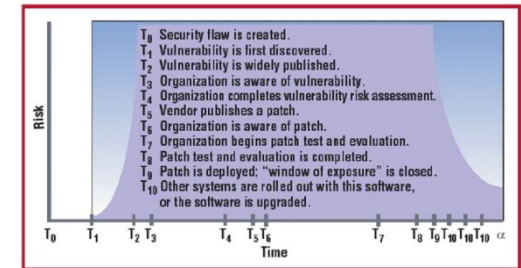 T0 Security flaw is created.
T1 Vulnerability is first discovered.
T2 Vulnerability is widely published.
T3 Organization is aware of vulnerability.
T4 Organization completes vulnerability risk assessment.
T5 Vendor publishes a patch.
T6 Organization is aware of patch.
T7 Organization begins patch test and evaluation.
T8 Patch test and evaluation is completed.
T9 Patch is deployed; “window of exposure” is closed.
T10 Other systems are rolled out with this software,
or the software is upgraded.
Risk
T0 T1 T2 T3 T4 T5 T6 T7 T8 T9 T10 T10 T10 α
Time